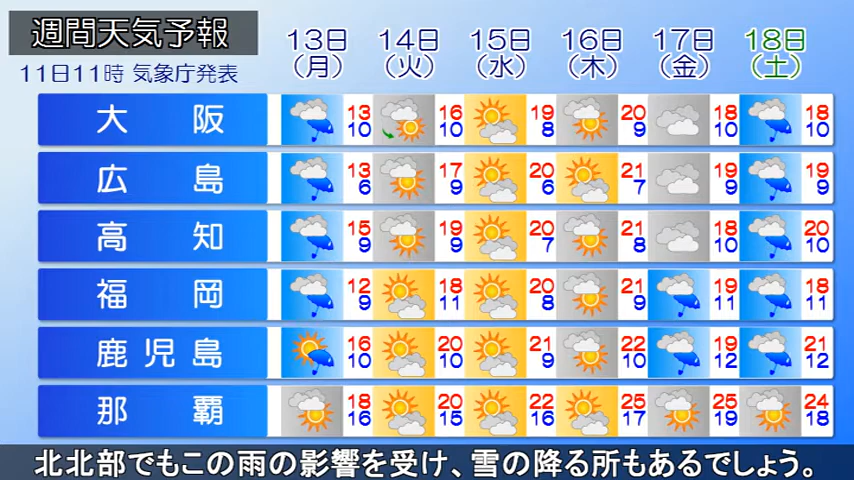 週間天気予報
11日11時 気象庁発表
13日 14日 15日 16日 17日 18日
(月) (火) (水) (木) (金) (土)
大阪 13 10 16 10 19 8 20 9 18 10 18 10
広島 13 6 17 9 20 6 21 7 19 9 19 9
高知 15 9 19 9 20 7 21 8 18 10 20 10
福岡 12 9 18 11 20 8 21 9 19 11 18 11
鹿児島 16 10 20 10 21 9 22 10 19 12 21 12
那覇 18 16 20 15 22 16 25 17 25 19 24 18
北北部でもこの雨の影響を受け、雪の降る所もあるでしょう。